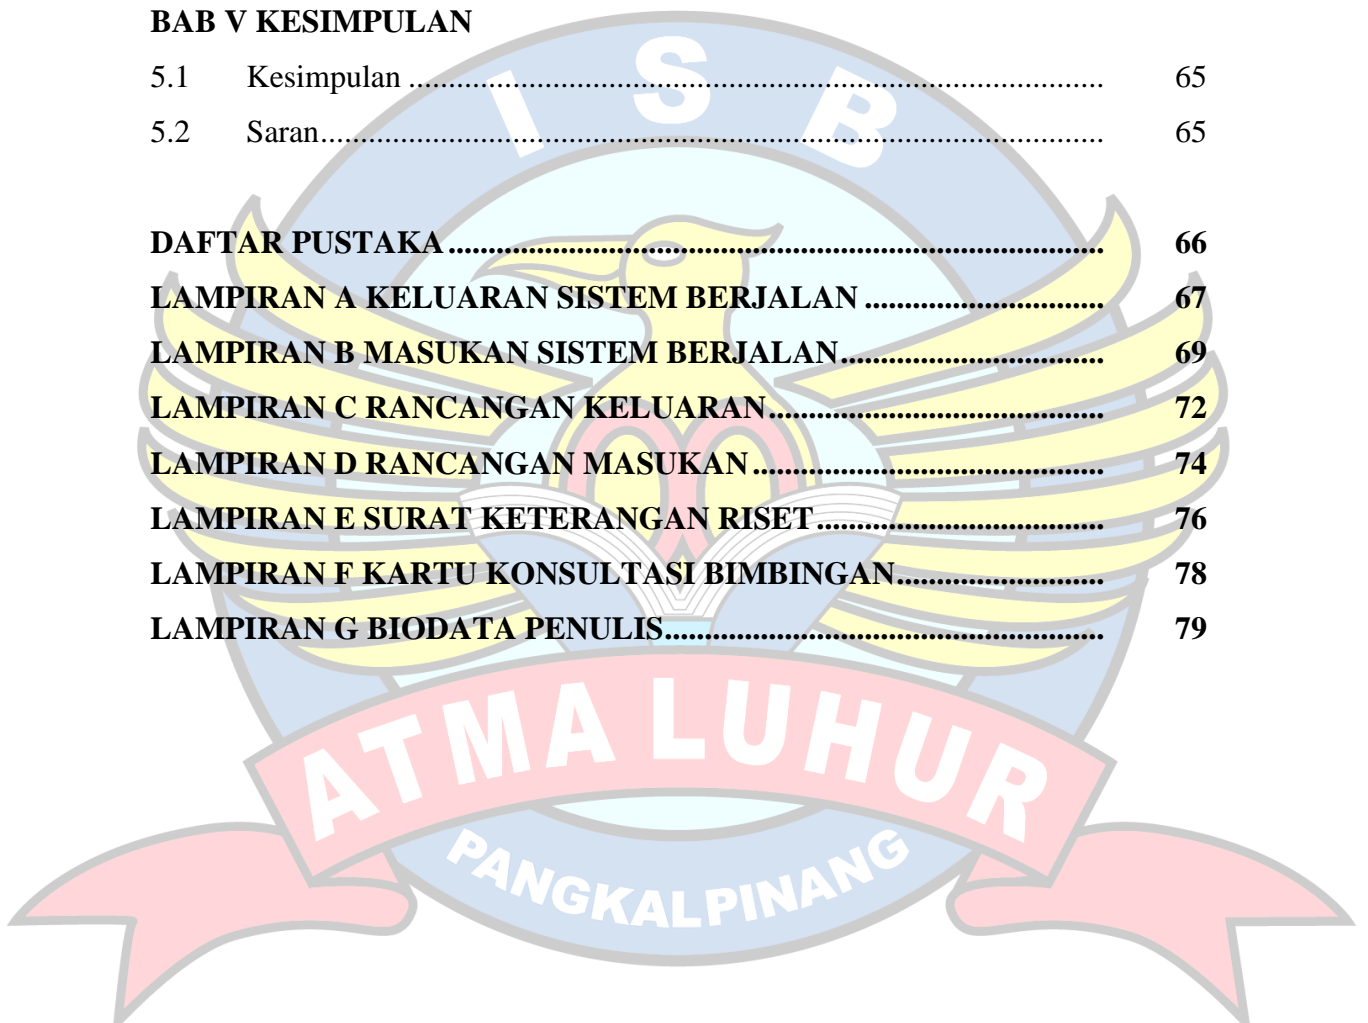 BAB V KESIMPULAN
5.1 Kesimpulan ..................................................................................... 65
5.2 Saran................................................................................................ 65
DAFTAR PUSTAKA ........................................................................................ 66
LAMPIRAN A KELUARAN SISTEM BERJALAN .............................. 67
LAMPIRAN B MASUKAN SISTEM BERJALAN................................. 69
LAMPIRAN C RANCANGAN KELUARAN.......................................... 72
LAMPIRAN D RANCANGAN MASUKAN ............................................ 74
LAMPIRAN E SURAT KETERANGAN RISET.................................... 76
LAMPIRAN F KARTU KONSULTASI BIMBINGAN.......................... 78
LAMPIRAN G BIODATA PENULIS....................................................... 79
I S B
ATMA LUHUR
PANGKALPINANG